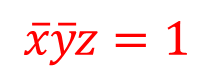 x̄ȳz = 1